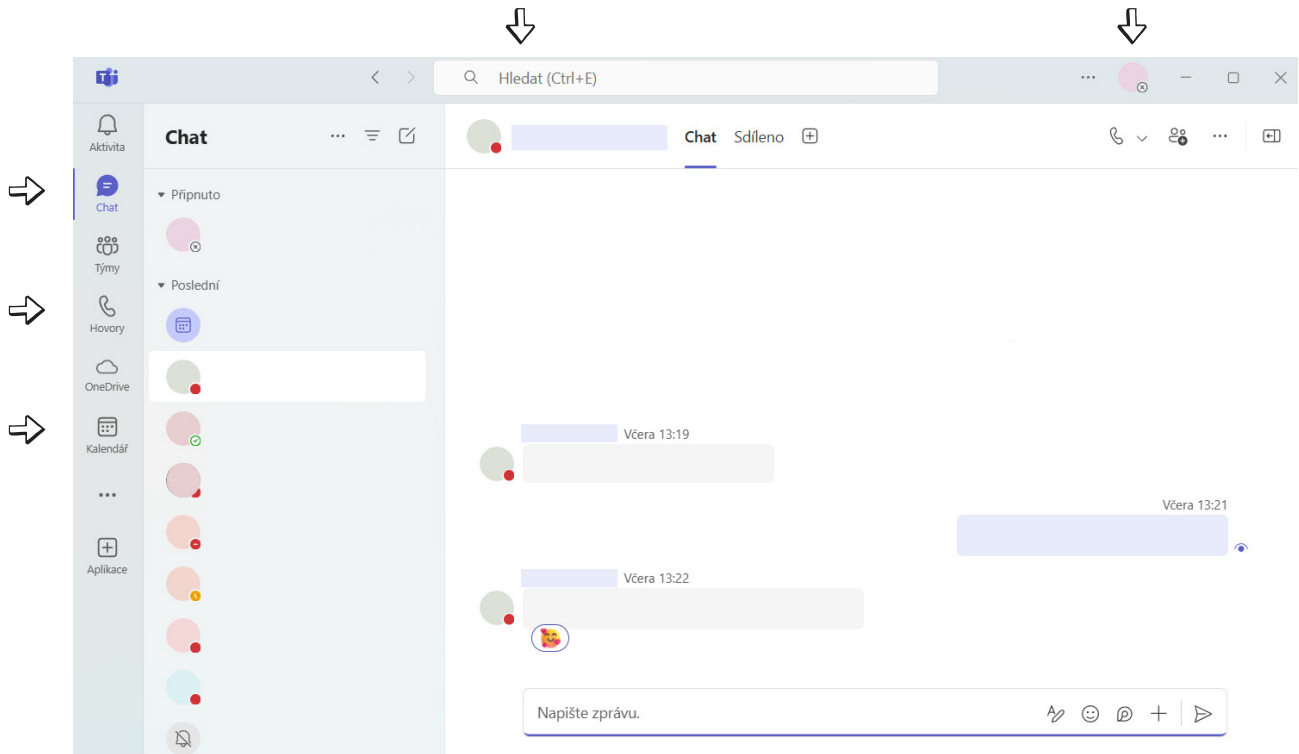 Hledat (Ctrl+E)
Aktivita
Chat
Týmy
Hovory
OneDrive
Kalendář
Aplikace
Chat
Připnuto
Poslední
Chat Sdíleno
Včera 13:19
Včera 13:21
Včera 13:22
Napište zprávu.